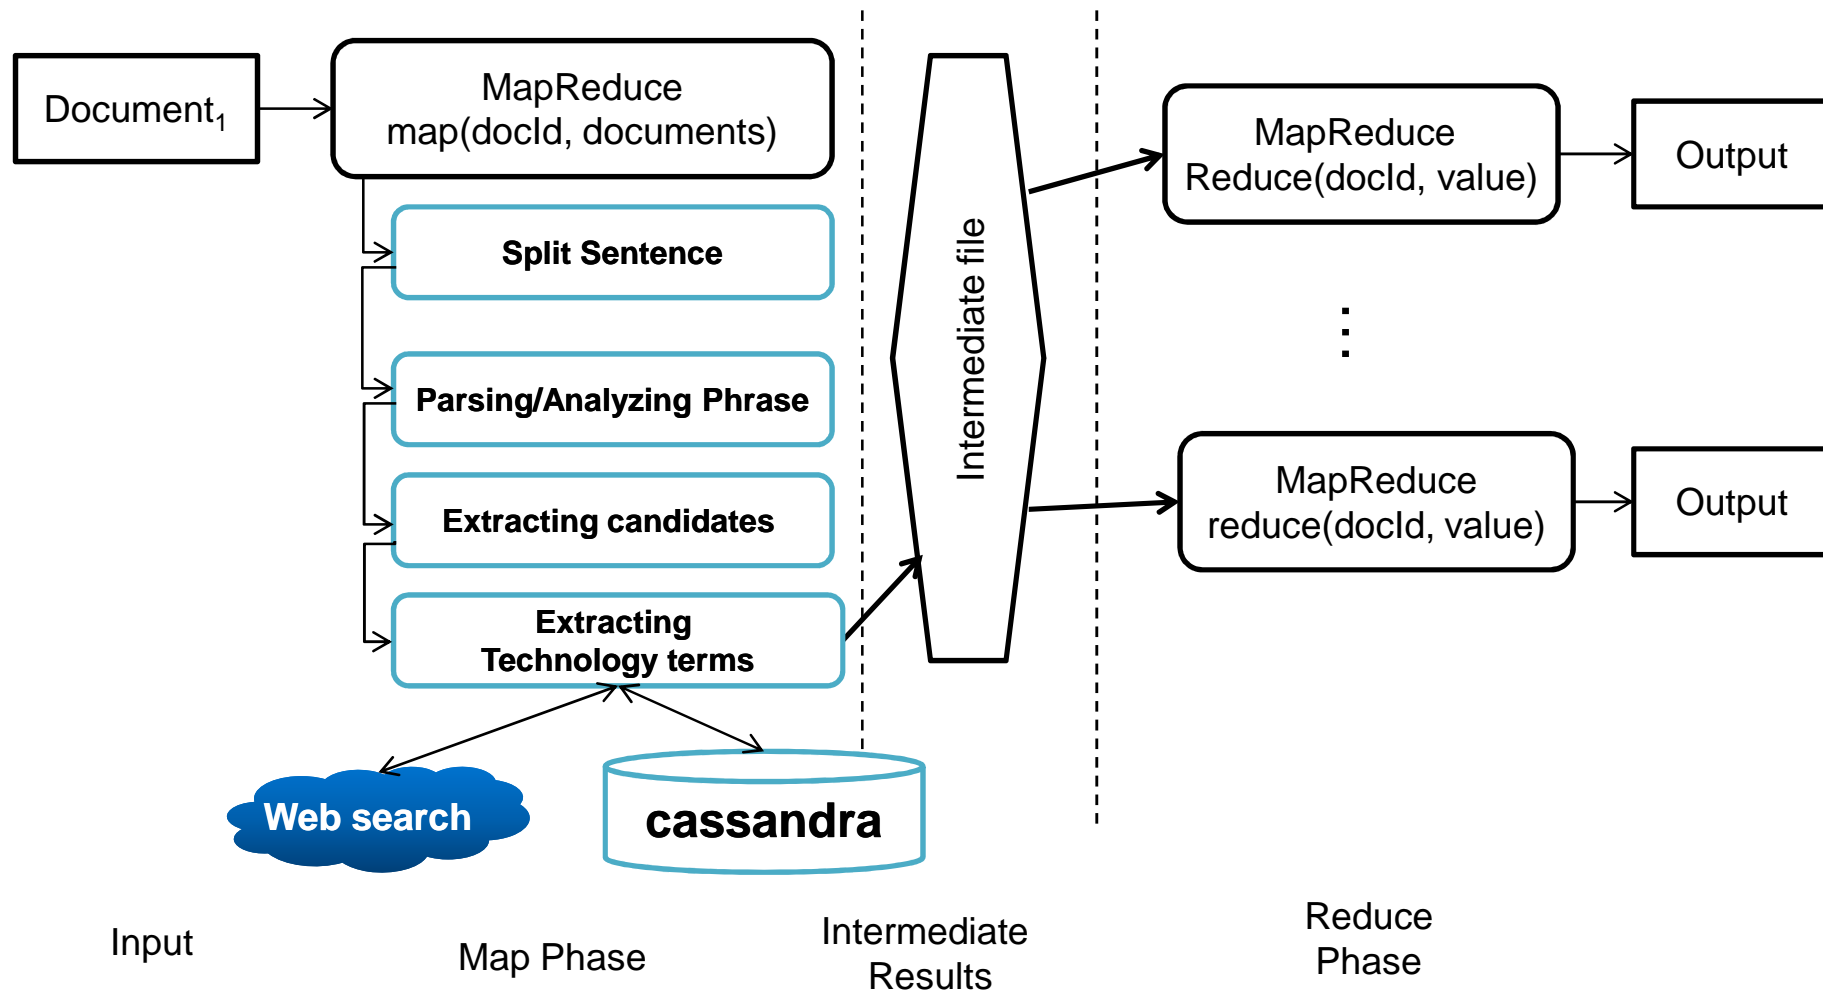 Document₁
MapReduce
map(docId, documents)
Split Sentence
Parsing/Analyzing Phrase
Extracting candidates
Extracting
Technology terms
Web search
cassandra
Intermediate file
MapReduce
Reduce(docId, value)
Output
⋮
MapReduce
reduce(docId, value)
Output
Input
Map Phase
Intermediate
Results
Reduce
Phase